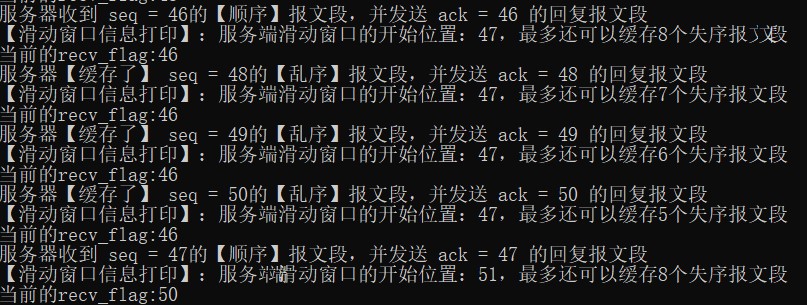 服务器收到 seq = 46的【顺序】报文段，并发送 ack = 46 的回复报文段
【滑动窗口信息打印】：服务端滑动窗口的开始位置：47，最多还可以缓存8个失序报文段
当前的recv_flag:46
服务器【缓存了】 seq = 48的【乱序】报文段，并发送 ack = 48 的回复报文段
【滑动窗口信息打印】：服务端滑动窗口的开始位置：47，最多还可以缓存7个失序报文段
当前的recv_flag:46
服务器【缓存了】 seq = 49的【乱序】报文段，并发送 ack = 49 的回复报文段
【滑动窗口信息打印】：服务端滑动窗口的开始位置：47，最多还可以缓存6个失序报文段
当前的recv_flag:46
服务器【缓存了】 seq = 50的【乱序】报文段，并发送 ack = 50 的回复报文段
【滑动窗口信息打印】：服务端滑动窗口的开始位置：47，最多还可以缓存5个失序报文段
当前的recv_flag:46
服务器收到 seq = 47的【顺序】报文段，并发送 ack = 47 的回复报文段
【滑动窗口信息打印】：服务端滑动窗口的开始位置：51，最多还可以缓存8个失序报文段
当前的recv_flag:50